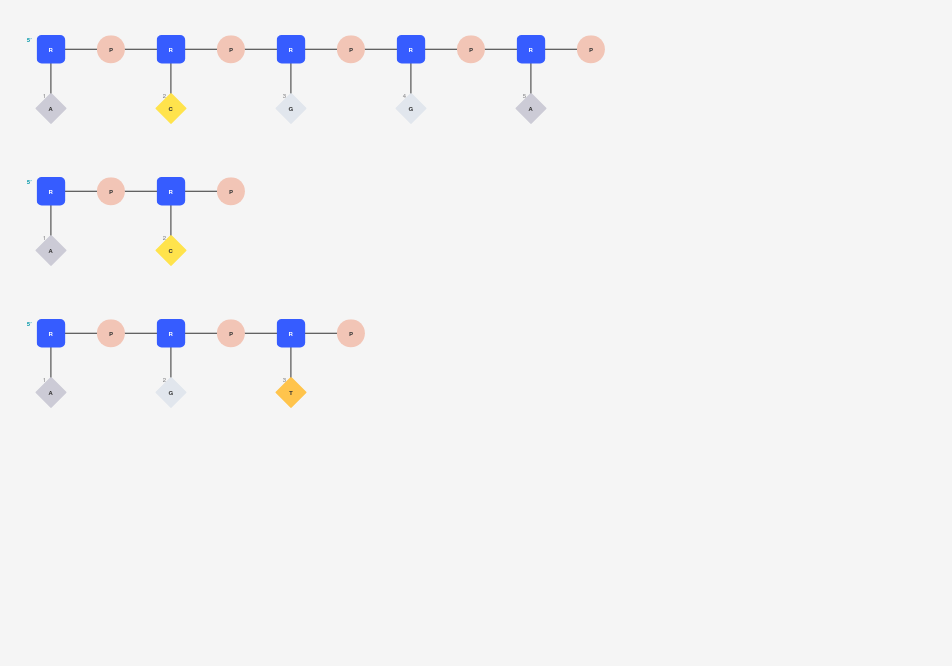 5'
R P R P R P R P R P
1 2 3 4 5
A C G G A
5'
R P R P
1 2
A C
5'
R P R P R P
1 2 3
A G T